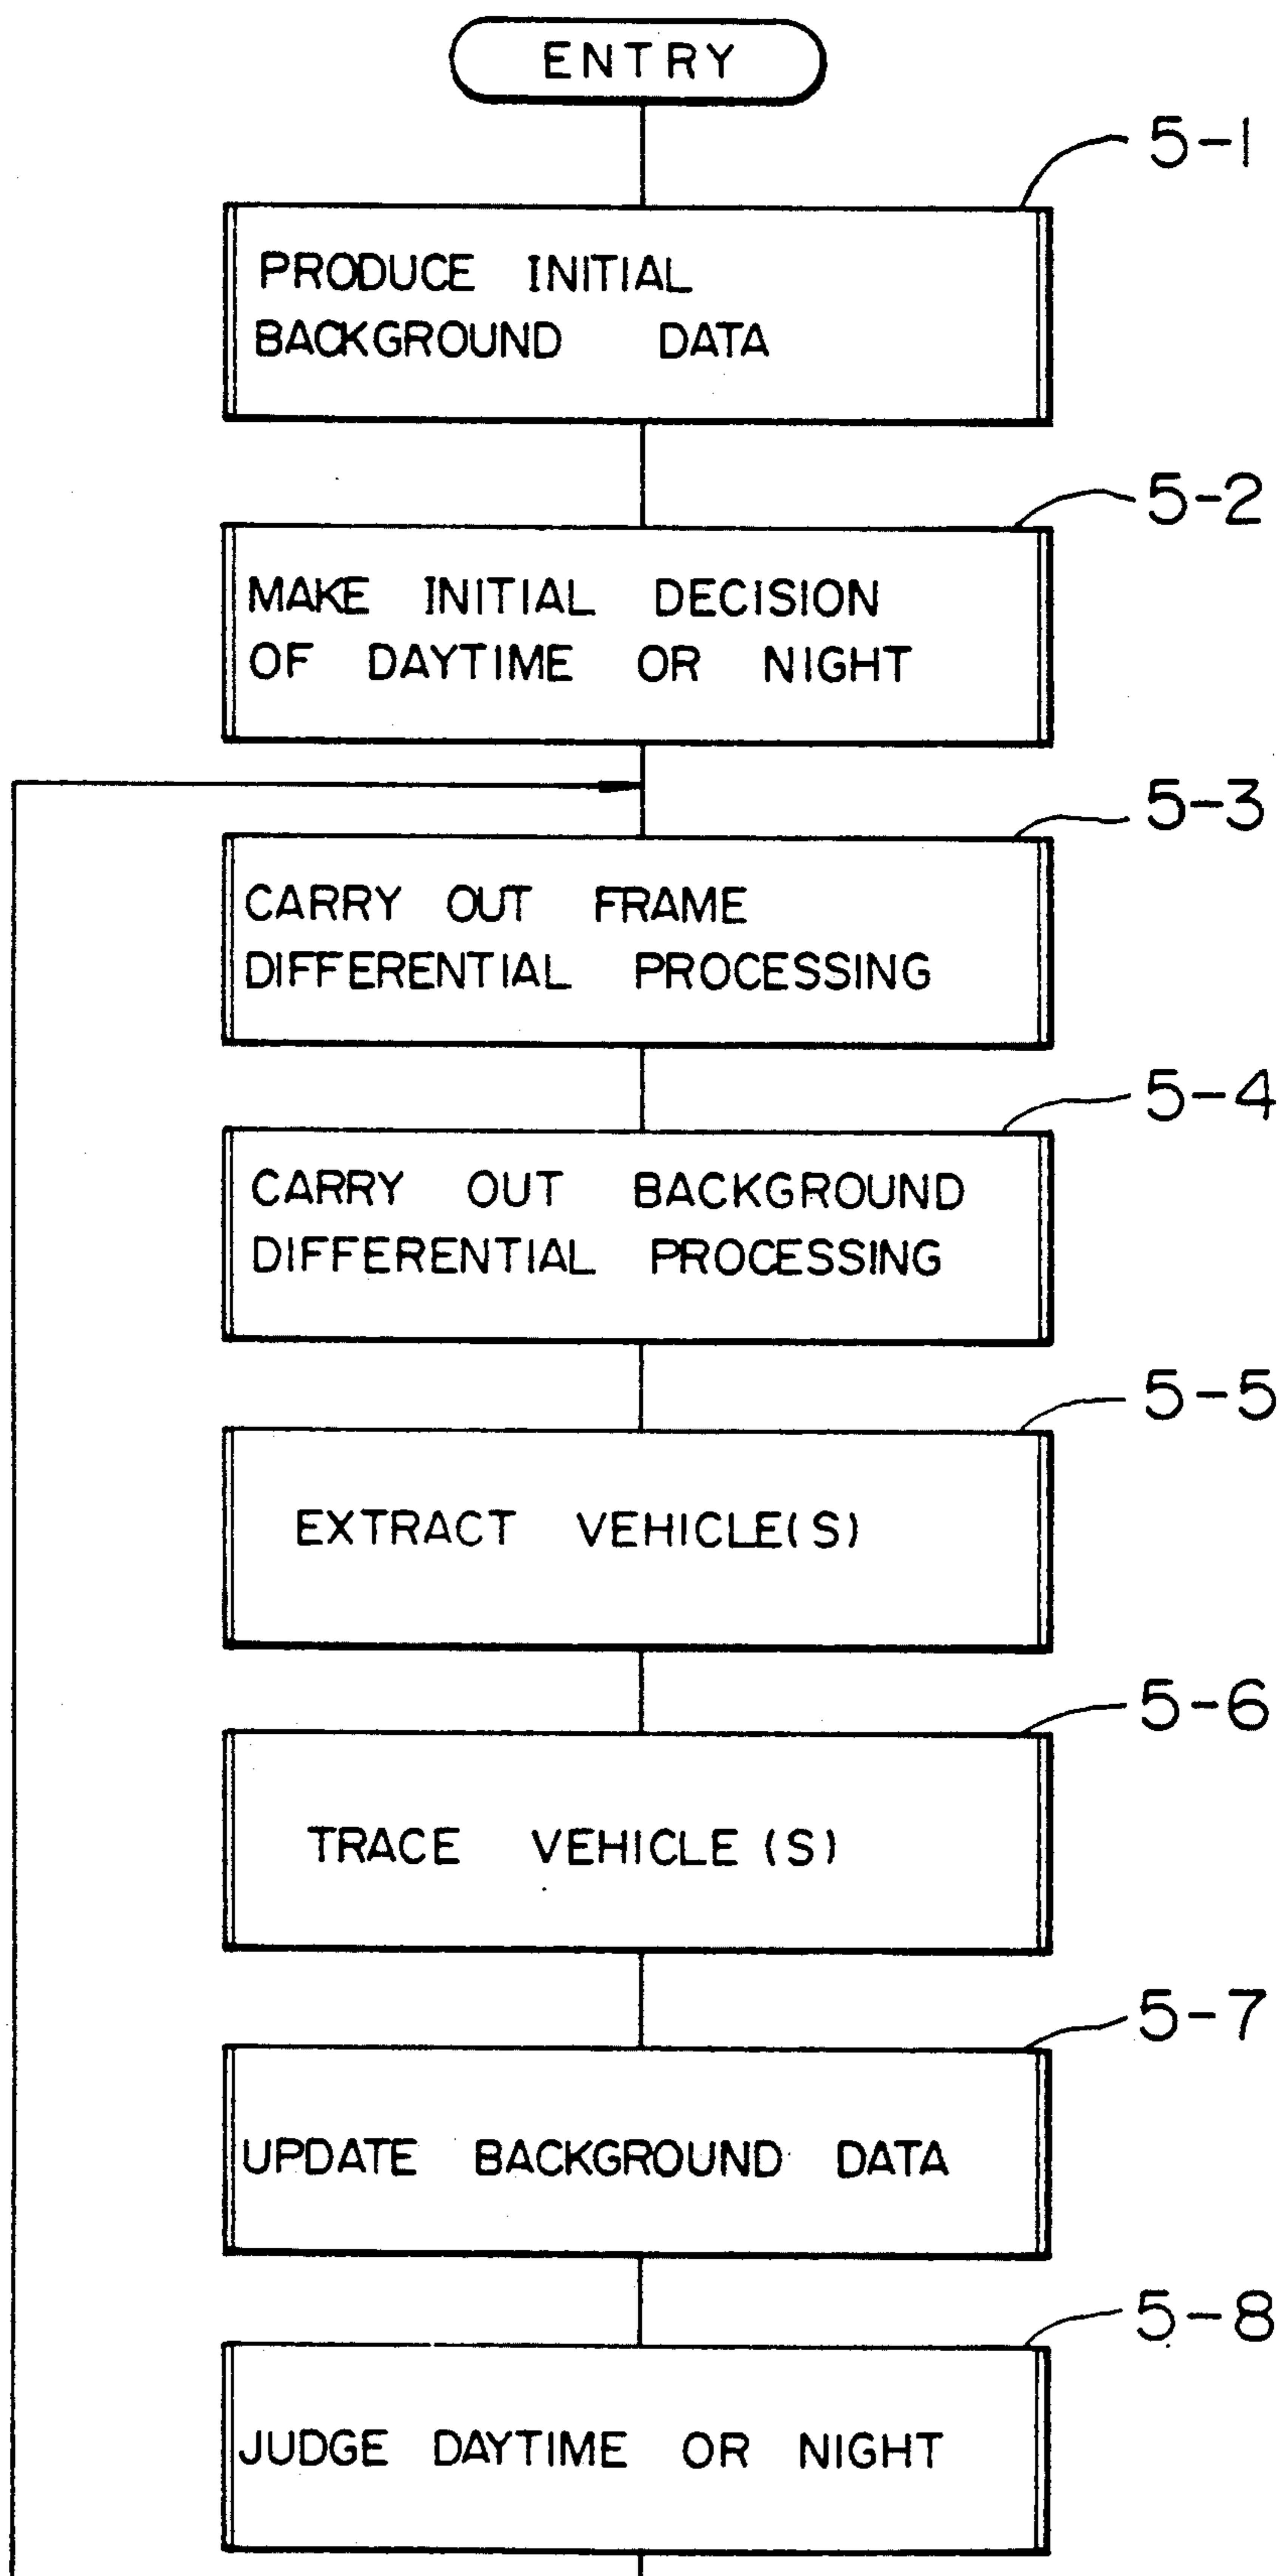 ENTRY
5-1
PRODUCE INITIAL
BACKGROUND DATA
5-2
MAKE INITIAL DECISION
OF DAYTIME OR NIGHT
5-3
CARRY OUT FRAME
DIFFERENTIAL PROCESSING
5-4
CARRY OUT BACKGROUND
DIFFERENTIAL PROCESSING
5-5
EXTRACT VEHICLE(S)
5-6
TRACE VEHICLE (S)
5-7
UPDATE BACKGROUND DATA
5-8
JUDGE DAYTIME OR NIGHT